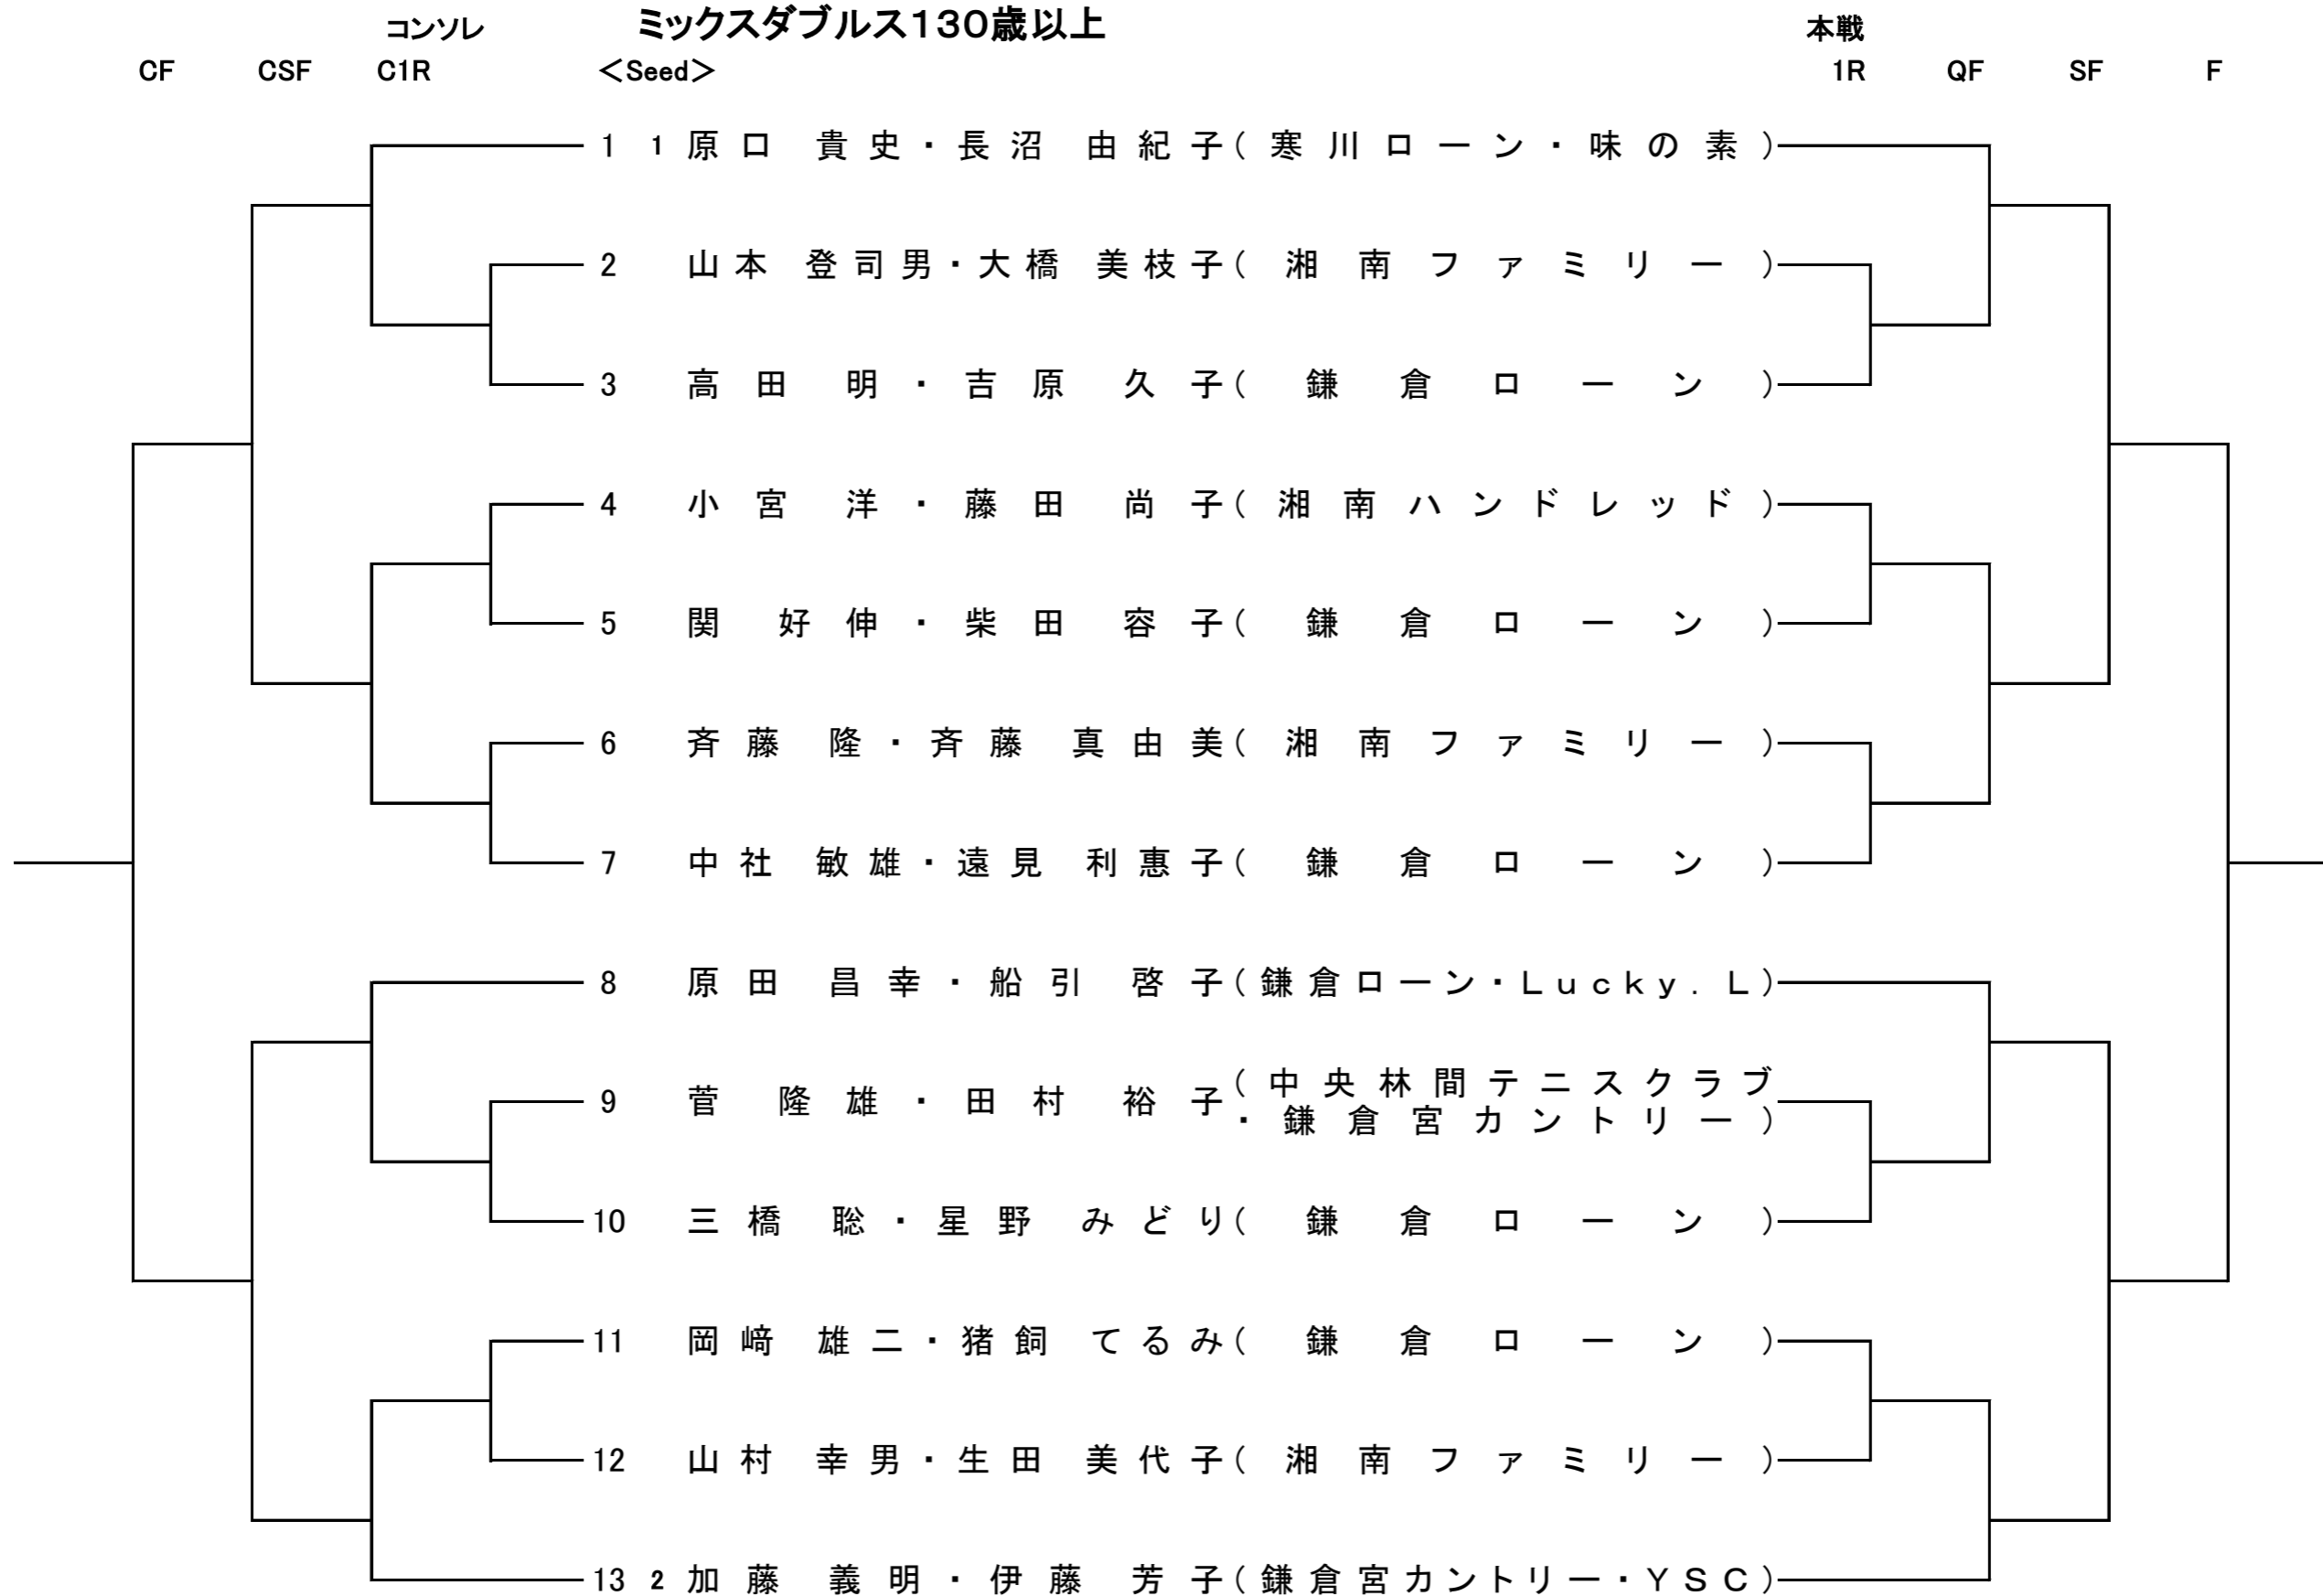 コンソレ ミックスダブルス130歳以上 本戦
CF CSF C1R ＜Seed＞ 1R QF SF F
1 1 原口 貴史・長沼 由紀子(寒川ローン・味の素)
2 山本 登司男・大橋 美枝子(湘南ファミリー)
3 高田 明・吉原 久子(鎌倉ローン)
4 小宮 洋・藤田 尚子(湘南ハンドレッド)
5 関 好伸・柴田 容子(鎌倉ローン)
6 斉藤 隆・斉藤 真由美(湘南ファミリー)
7 中社 敏雄・遠見 利惠子(鎌倉ローン)
8 原田 昌幸・船引 啓子(鎌倉ローン・Lucky.L)
9 菅 隆雄・田村 裕子(中央林間テニスクラブ
・鎌倉宮カントリー)
10 三橋 聡・星野 みどり(鎌倉ローン)
11 岡﨑 雄二・猪飼 てるみ(鎌倉ローン)
12 山村 幸男・生田 美代子(湘南ファミリー)
13 2 加藤 義明・伊藤 芳子(鎌倉宮カントリー・YSC)